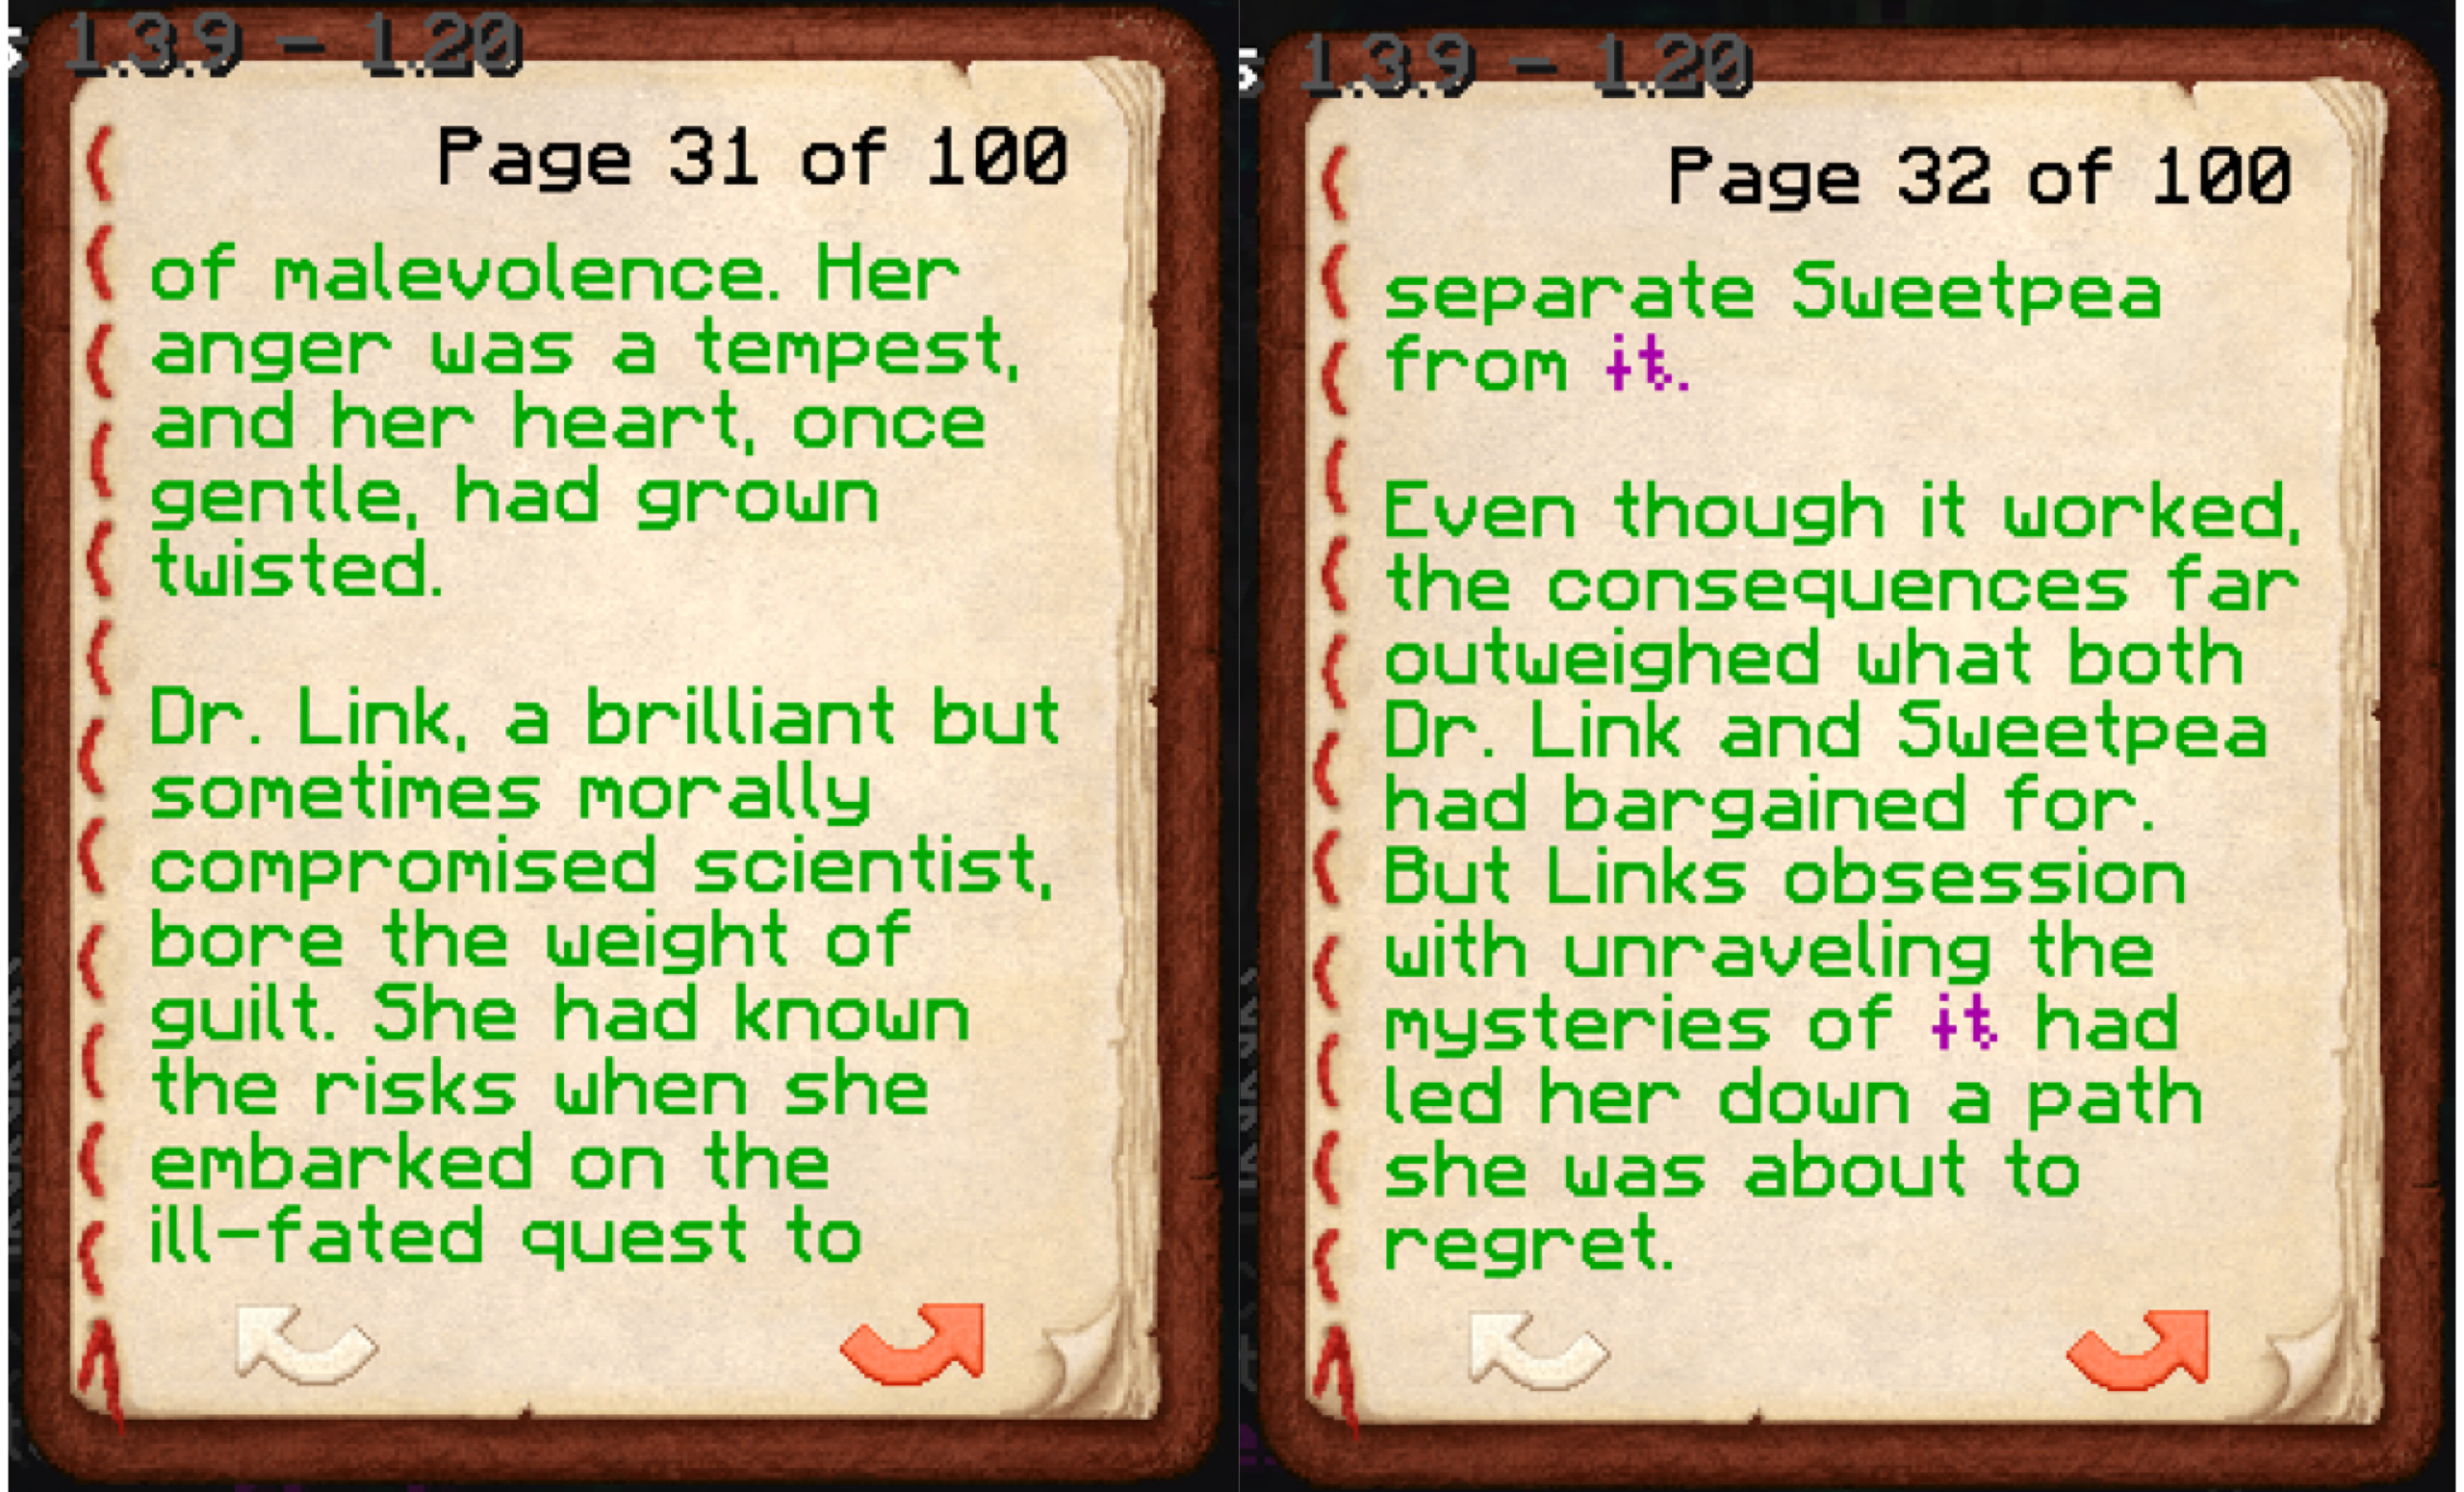 s 1.3.9 - 1.20
Page 31 of 100
of malevolence. Her
anger was a tempest,
and her heart, once
gentle, had grown
twisted.
Dr. Link, a brilliant but
sometimes morally
compromised scientist,
bore the weight of
guilt. She had known
the risks when she
embarked on the
ill-fated quest to
s 1.3.9 - 1.20
Page 32 of 100
separate Sweetpea
from it.
Even though it worked,
the consequences far
outweighed what both
Dr. Link and Sweetpea
had bargained for.
But Links obsession
with unraveling the
mysteries of it had
led her down a path
she was about to
regret.